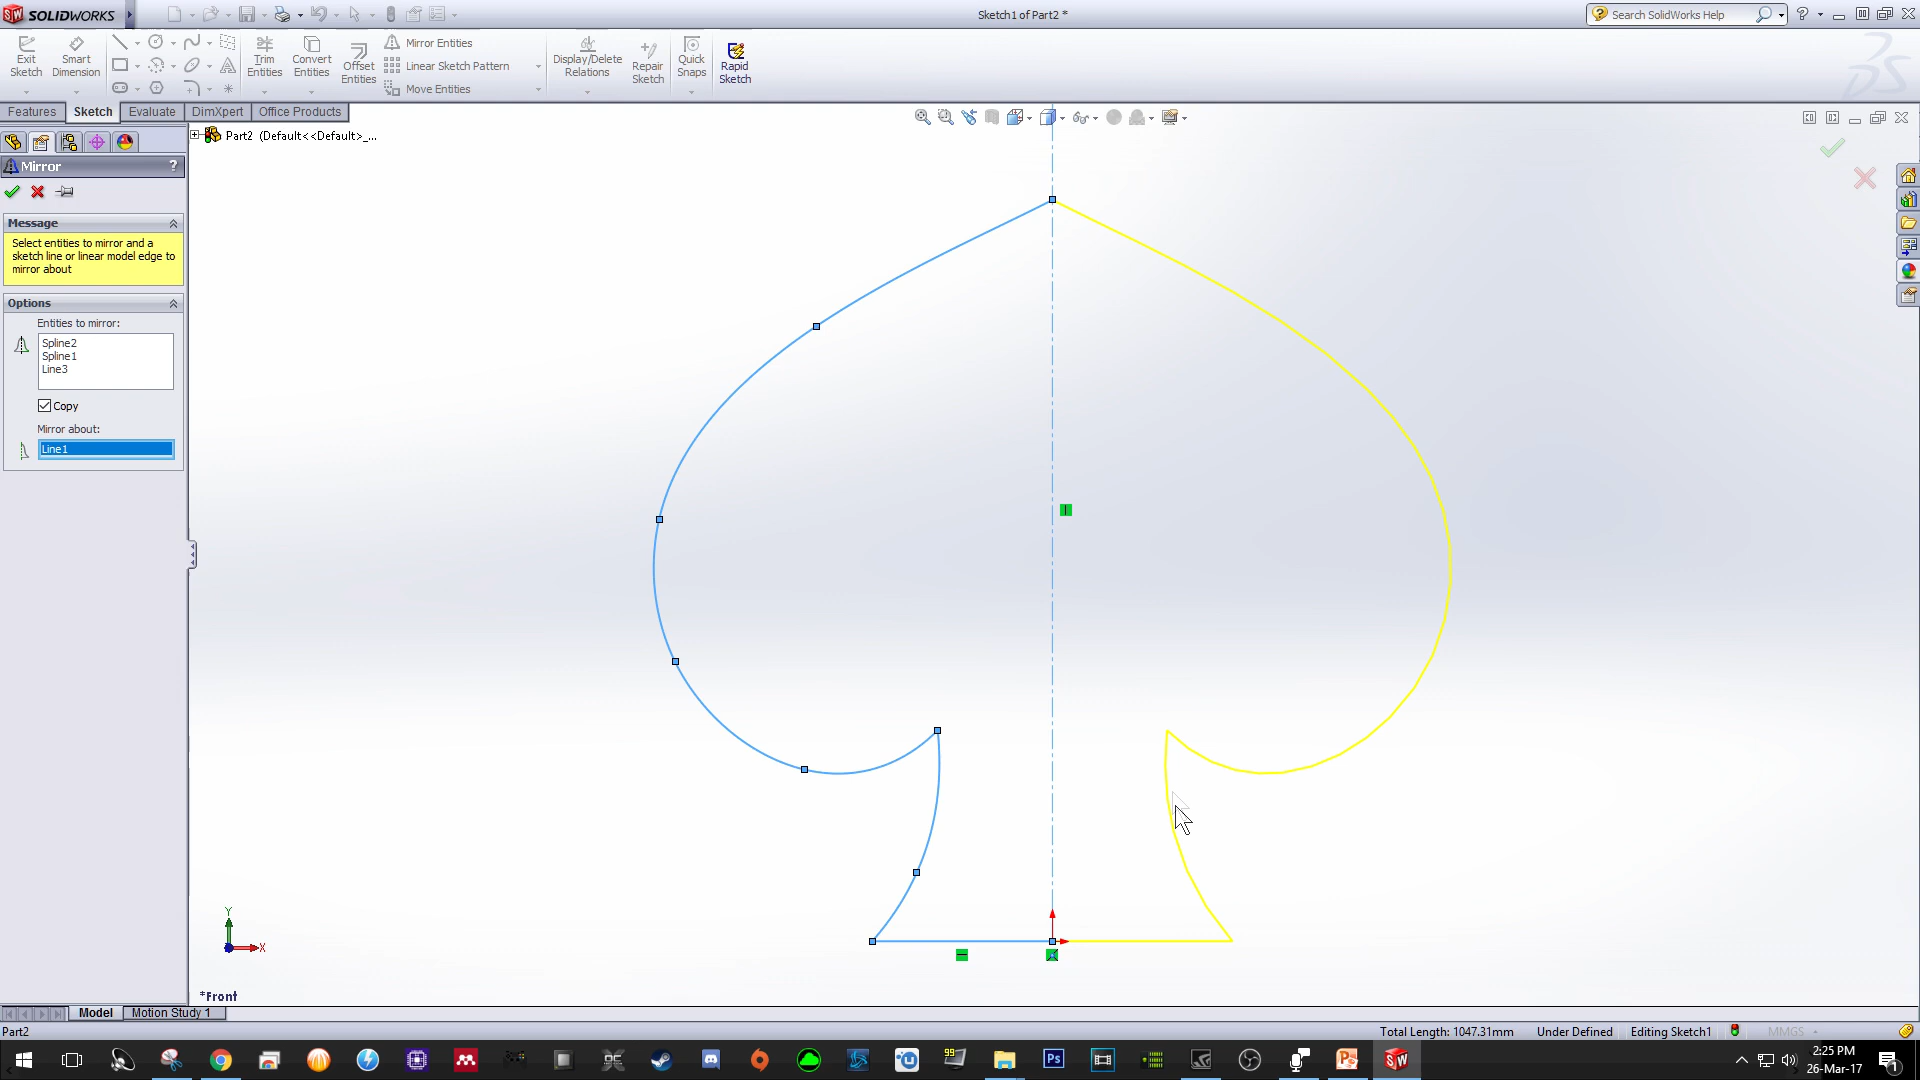 SOLIDWORKS
Sketch1 of Part2 *
Search SolidWorks Help
Exit Sketch
Smart Dimension
Trim Entities
Convert Entities
Offset Entities
Mirror Entities
Linear Sketch Pattern
Move Entities
Display/Delete Relations
Repair Sketch
Quick Snaps
Rapid Sketch
Features Sketch Evaluate DimXpert Office Products
Part2 (Default<<Default>_...
Mirror ?
Message
Select entities to mirror and a
sketch line or linear model edge to
mirror about
Options
Entities to mirror:
Spline2
Spline1
Line3
Copy
Mirror about:
Line1
Y
X
*Front
Model Motion Study 1
Part2 Total Length: 1047.31mm Under Defined Editing Sketch1 MMGS
99
Ps
SW
2:25 PM
26-Mar-17
1